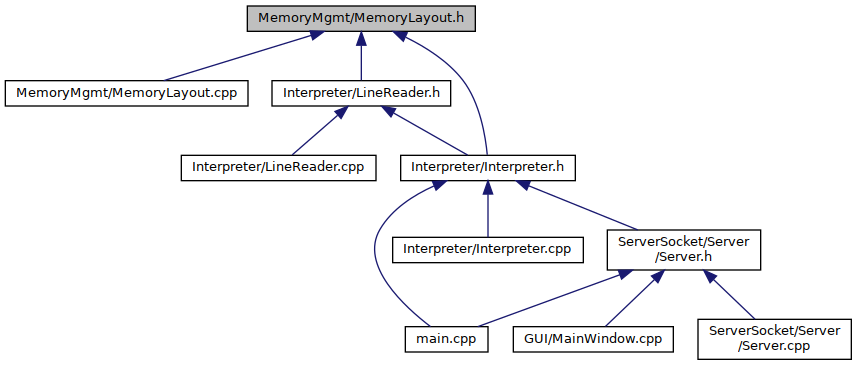 MemoryMgmt/MemoryLayout.h
MemoryMgmt/MemoryLayout.cpp
Interpreter/LineReader.h
Interpreter/LineReader.cpp
Interpreter/Interpreter.h
Interpreter/Interpreter.cpp
ServerSocket/Server
/Server.h
main.cpp
GUI/MainWindow.cpp
ServerSocket/Server
/Server.cpp